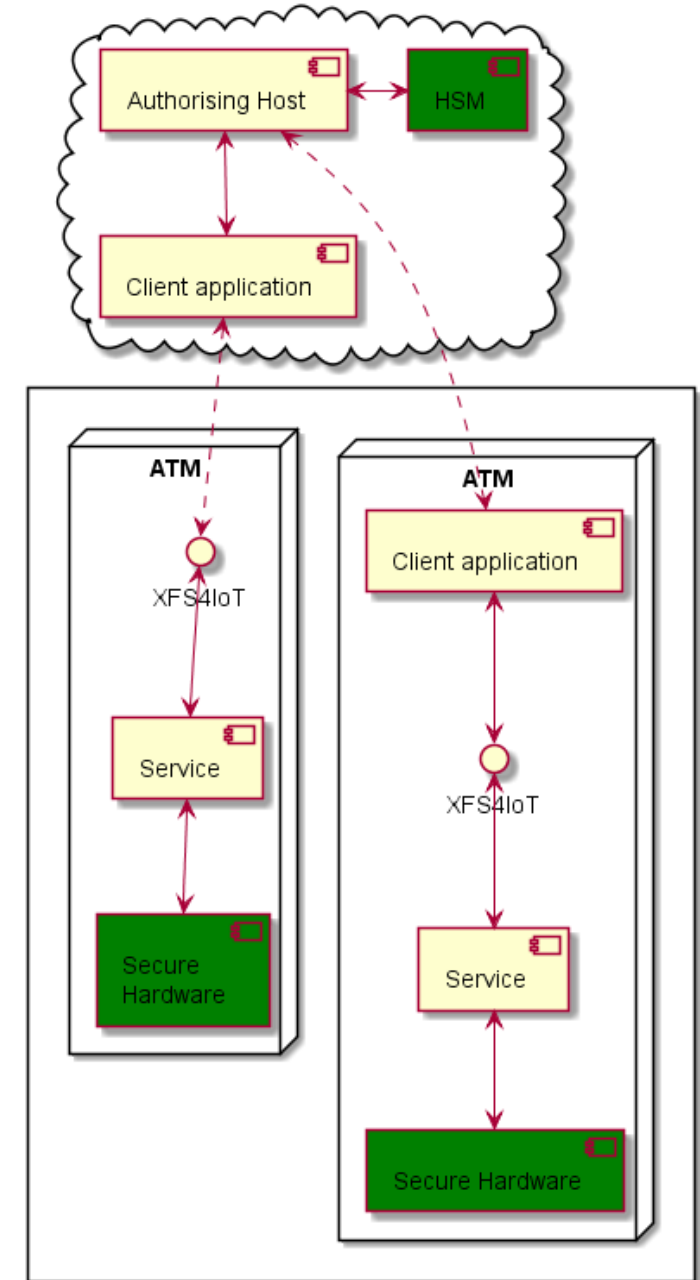 Authorising Host
HSM
Client application
ATM
XFS4IoT
Service
Secure
Hardware
ATM
Client application
XFS4IoT
Service
Secure Hardware